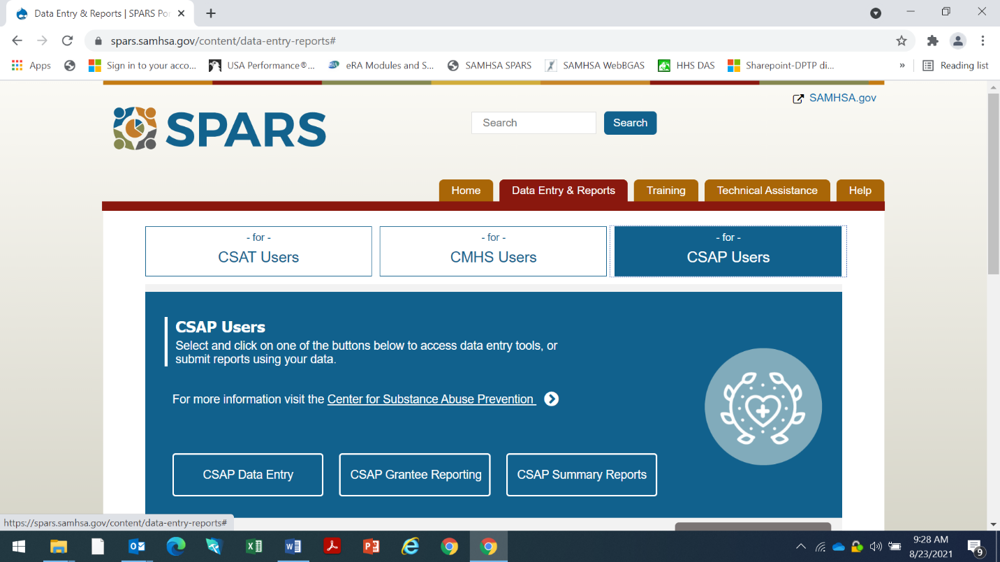 Data Entry & Reports | SPARS Por
spars.samhsa.gov/content/data-entry-reports#
Apps
Sign in to your acco...
USA Performance®...
eRA Modules and S...
SAMHSA SPARS
SAMHSA WebBGAS
HHS DAS
Sharepoint-DPTP di...
»
Reading list
SAMHSA.gov
SPARS
Search
Search
Home
Data Entry & Reports
Training
Technical Assistance
Help
- for -
CSAT Users
- for -
CMHS Users
- for -
CSAP Users
CSAP Users
Select and click on one of the buttons below to access data entry tools, or
submit reports using your data.
For more information visit the Center for Substance Abuse Prevention
CSAP Data Entry
CSAP Grantee Reporting
CSAP Summary Reports
https://spars.samhsa.gov/content/data-entry-reports#
9:28 AM
8/23/2021
9